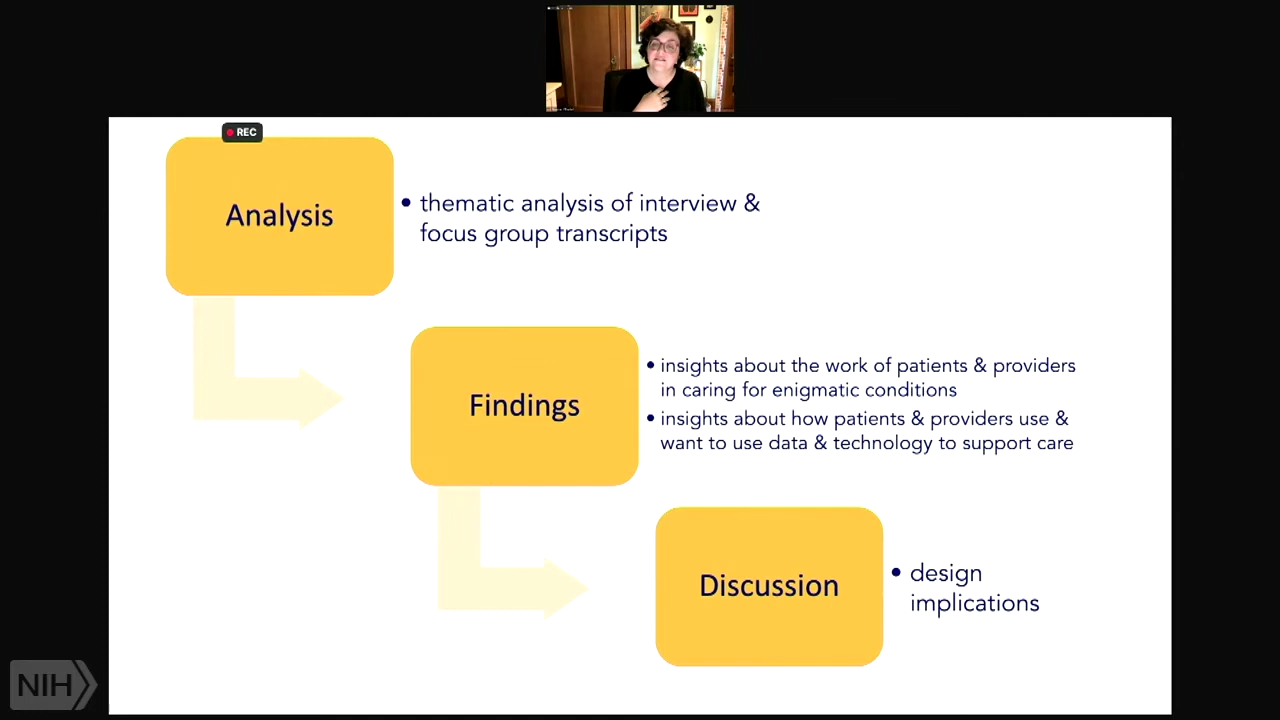 REC
Analysis
• thematic analysis of interview &
focus group transcripts
Findings
• insights about the work of patients & providers
in caring for enigmatic conditions
• insights about how patients & providers use &
want to use data & technology to support care
Discussion
• design
implications
NIH